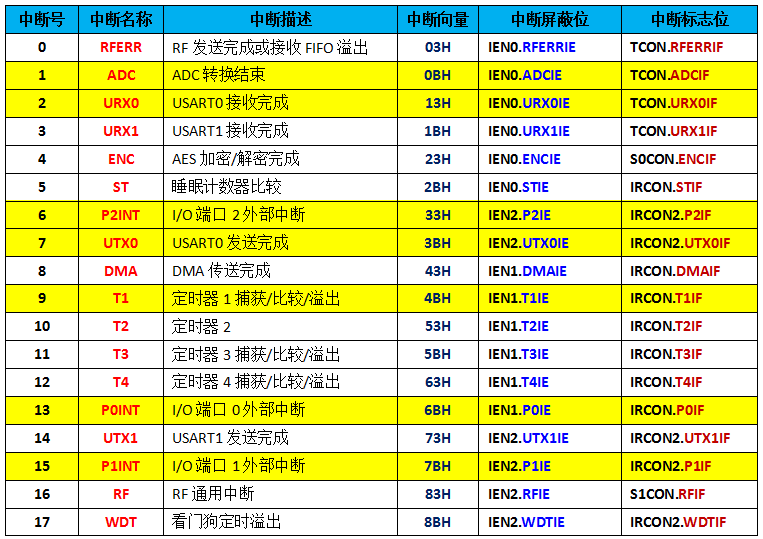 中断号 中断名称 中断描述 中断向量 中断屏蔽位 中断标志位
0 RFERR RF 发送完成或接收 FIFO 溢出 03H IEN0.RFERRIE TCON.RFERRIF
1 ADC ADC 转换结束 0BH IEN0.ADCIE TCON.ADCIF
2 URX0 USART0 接收完成 13H IEN0.URX0IE TCON.URX0IF
3 URX1 USART1 接收完成 1BH IEN0.URX1IE TCON.URX1IF
4 ENC AES 加密/解密完成 23H IEN0.ENCIE S0CON.ENCIF
5 ST 睡眠计数器比较 2BH IEN0.STIE IRCON.STIF
6 P2INT I/O 端口 2 外部中断 33H IEN2.P2IE IRCON2.P2IF
7 UTX0 USART0 发送完成 3BH IEN2.UTX0IE IRCON2.UTX0IF
8 DMA DMA 传送完成 43H IEN1.DMAIE IRCON.DMAIF
9 T1 定时器 1 捕获/比较/溢出 4BH IEN1.T1IE IRCON.T1IF
10 T2 定时器 2 53H IEN1.T2IE IRCON.T2IF
11 T3 定时器 3 捕获/比较/溢出 5BH IEN1.T3IE IRCON.T3IF
12 T4 定时器 4 捕获/比较/溢出 63H IEN1.T4IE IRCON.T4IF
13 P0INT I/O 端口 0 外部中断 6BH IEN1.P0IE IRCON.P0IF
14 UTX1 USART1 发送完成 73H IEN2.UTX1IE IRCON2.UTX1IF
15 P1INT I/O 端口 1 外部中断 7BH IEN2.P1IE IRCON2.P1IF
16 RF RF 通用中断 83H IEN2.RFIE S1CON.RFIF
17 WDT 看门狗定时溢出 8BH IEN2.WDTIE IRCON2.WDTIF